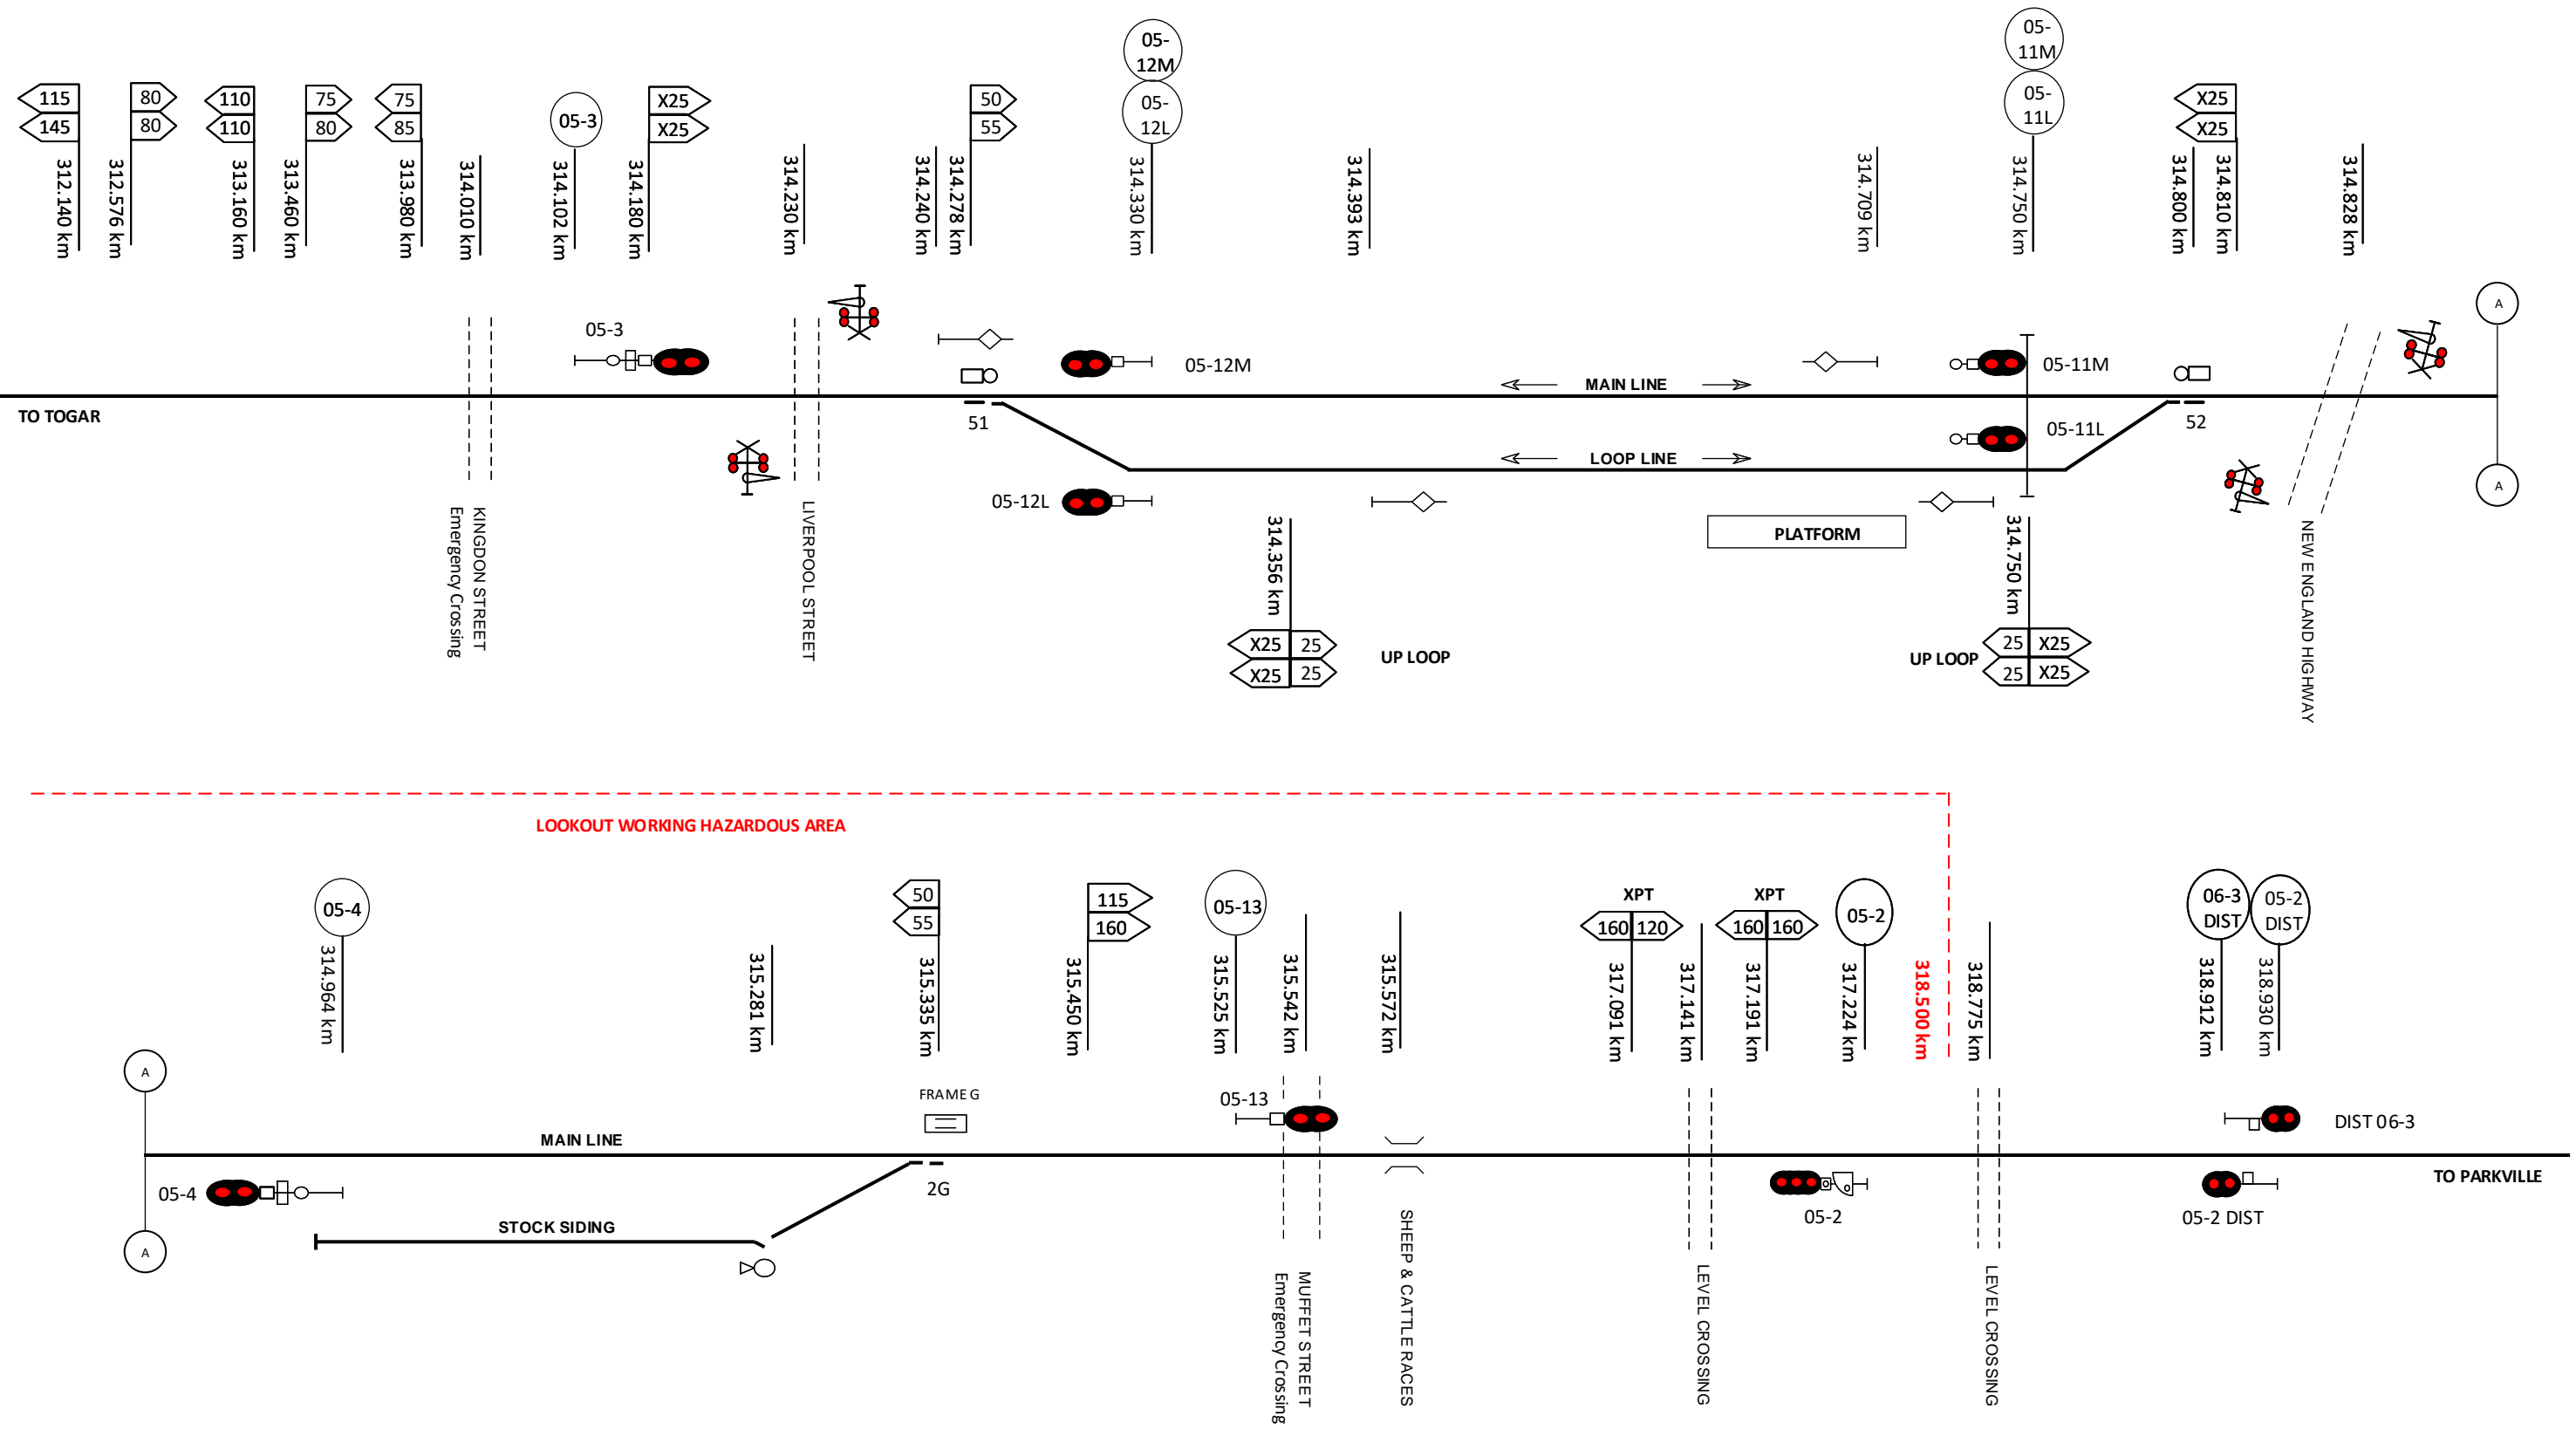 05-
12M
05-
12L
05-
11M
05-
11L
115
145
80
80
110
110
75
80
75
85
05-3
X25
X25
50
55
X25
X25
312.140 km
312.576 km
313.160 km
313.460 km
313.980 km
314.010 km
314.102 km
314.180 km
314.230 km
314.240 km
314.278 km
314.330 km
314.393 km
314.709 km
314.750 km
314.800 km
314.810 km
314.828 km
05-3
05-12M
05-11M
A
MAIN LINE
TO TOGAR
51
52
05-11L
LOOP LINE
05-12L
A
PLATFORM
KINGDON STREET
Emergency Crossing
LIVERPOOL STREET
314.356 km
314.750 km
NEW ENGLAND HIGHWAY
X25
25
X25
25
UP LOOP
UP LOOP
25
X25
25
X25
LOOKOUT WORKING HAZARDOUS AREA
05-4
50
55
115
160
05-13
XPT
160
120
XPT
160
160
05-2
06-3
DIST
05-2
DIST
314.964 km
315.281 km
315.335 km
315.450 km
315.525 km
315.542 km
315.572 km
317.091 km
317.141 km
317.191 km
317.224 km
318.500 km
318.775 km
318.912 km
318.930 km
A
FRAME G
05-13
DIST 06-3
MAIN LINE
TO PARKVILLE
05-4
2G
05-2
05-2 DIST
STOCK SIDING
A
MUFFET STREET
Emergency Crossing
SHEEP & CATTLE RACES
LEVEL CROSSING
LEVEL CROSSING